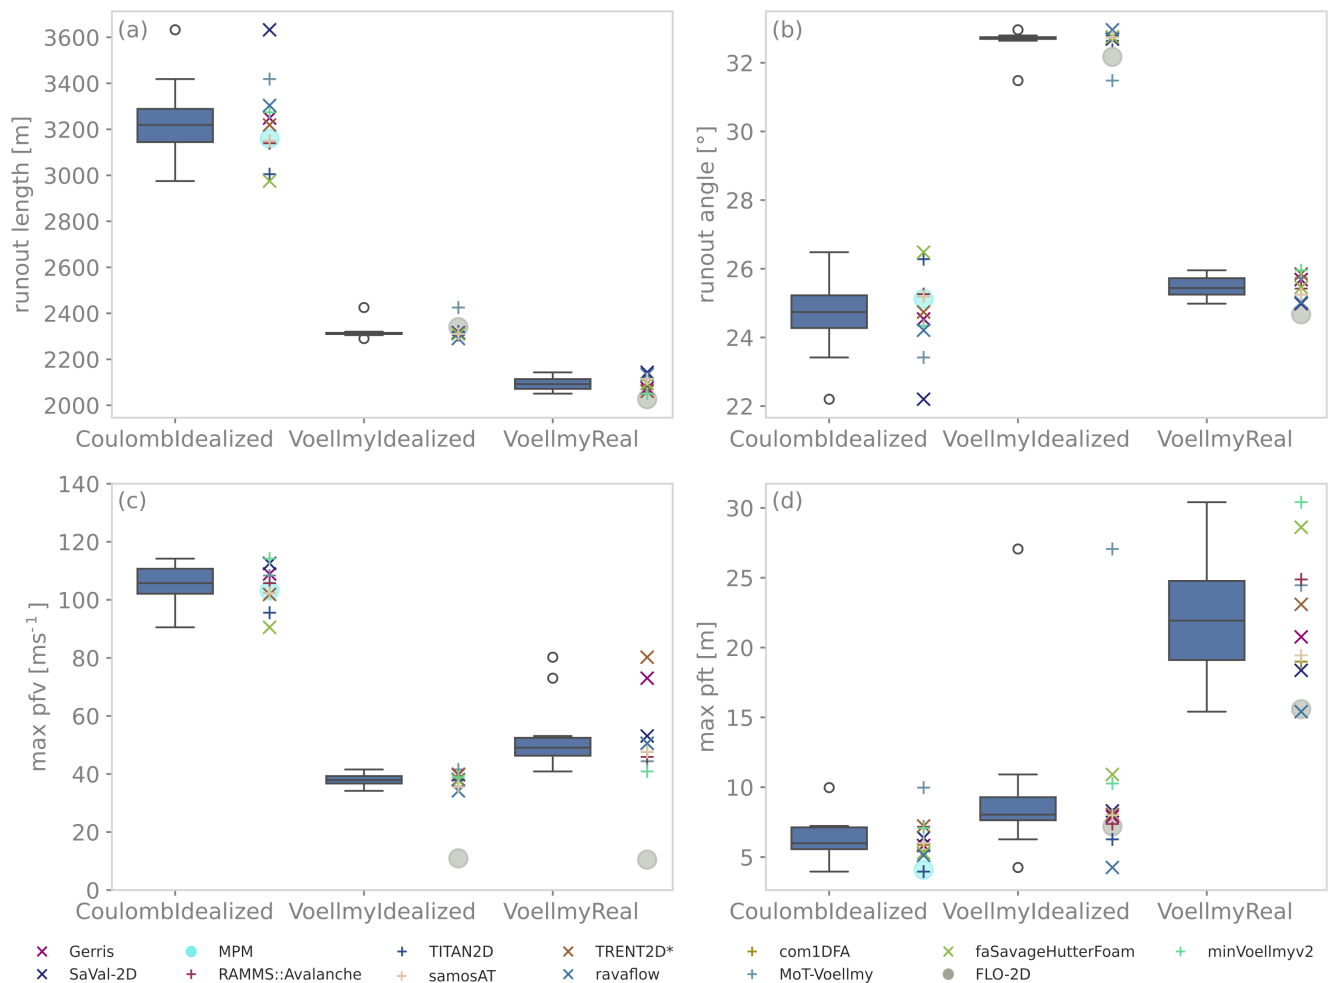 (a)
3600
3400
3200
3000
2800
2600
2400
2200
2000
runout length [m]
CoulombIdealized VoellmyIdealized VoellmyReal
(b)
32
30
28
26
24
22
runout angle [°]
CoulombIdealized VoellmyIdealized VoellmyReal
(c)
140
120
100
80
60
40
20
0
max pfv [ms⁻¹]
CoulombIdealized VoellmyIdealized VoellmyReal
(d)
30
25
20
15
10
5
max pft [m]
CoulombIdealized VoellmyIdealized VoellmyReal
Gerris MPM TITAN2D TRENT2D* com1DFA faSavageHutterFoam minVoellmyv2
SaVal-2D RAMMS::Avalanche samosAT ravaflow MoT-Voellmy FLO-2D